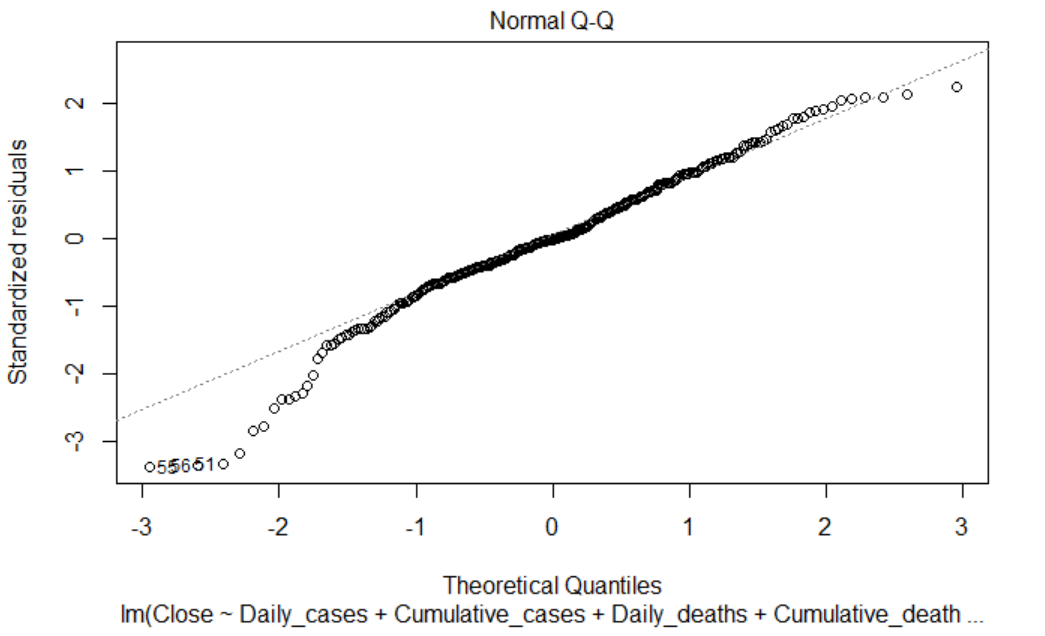 Normal Q-Q
Standardized residuals
2
1
0
-1
-2
-3
55
56
51
-3 -2 -1 0 1 2 3
Theoretical Quantiles
lm(Close ~ Daily_cases + Cumulative_cases + Daily_deaths + Cumulative_death ...